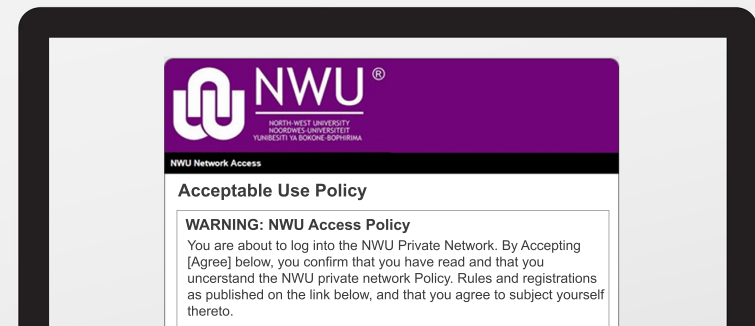 NWU ®
NORTH-WEST UNIVERSITY
NOORDWES-UNIVERSITEIT
YUNIBESITI YA BOKONE-BOPHIRIMA
NWU Network Access
Acceptable Use Policy
WARNING: NWU Access Policy
You are about to log into the NWU Private Network. By Accepting
[Agree] below, you confirm that you have read and that you
uncerstand the NWU private network Policy. Rules and registrations
as published on the link below, and that you agree to subject yourself
thereto.